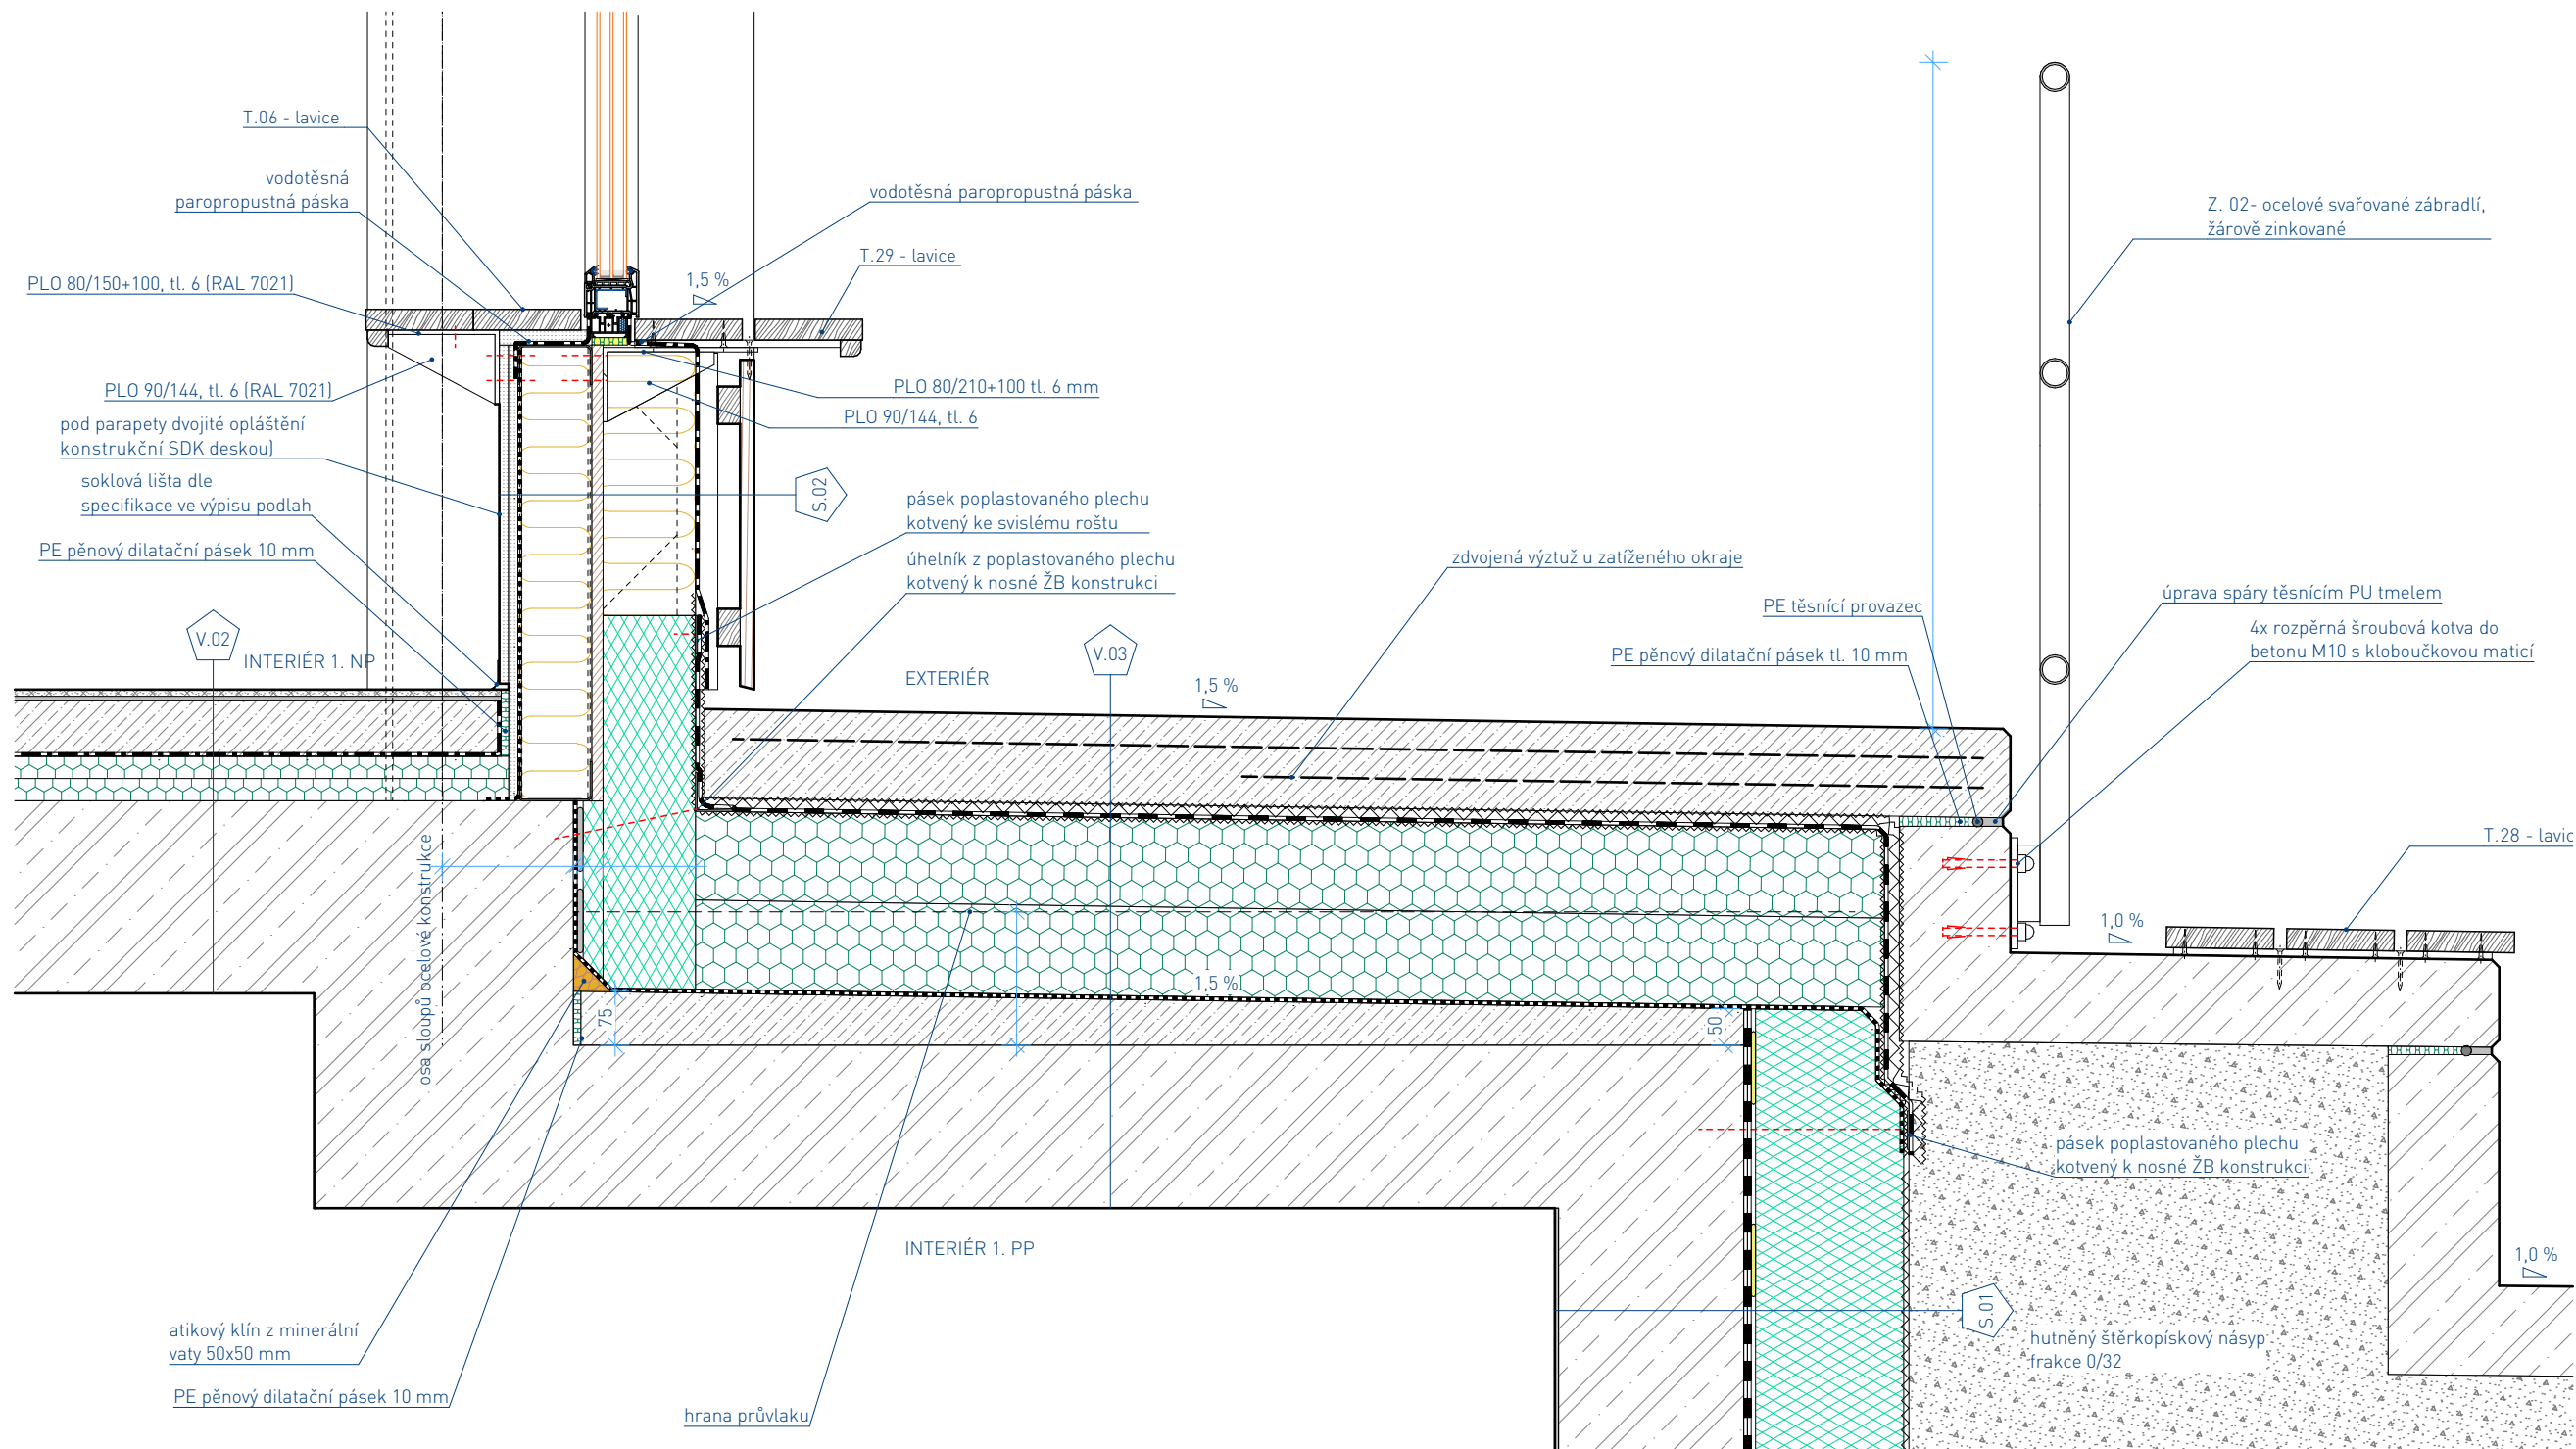 T.06 - lavice
vodotěsná
paropropustná páska
PLO 80/150+100, tl. 6 (RAL 7021)
PLO 90/144, tl. 6 (RAL 7021)
pod parapety dvojité opláštění
konstrukční SDK deskou)
soklová lišta dle
specifikace ve výpisu podlah
PE pěnový dilatační pásek 10 mm
V.02
INTERIÉR 1. NP
vodotěsná paropropustná páska
T.29 - lavice
1,5 %
PLO 80/210+100 tl. 6 mm
PLO 90/144, tl. 6
S.02
pásek poplastovaného plechu
kotvený ke svislému roštu
úhelník z poplastovaného plechu
kotvený k nosné ŽB konstrukci
EXTERIÉR
V.03
1,5 %
zdvojená výztuž u zatíženého okraje
PE těsnící provazec
PE pěnový dilatační pásek tl. 10 mm
Z. 02- ocelové svařované zábradlí,
žárově zinkované
úprava spáry těsnícím PU tmelem
4x rozpěrná šroubová kotva do
betonu M10 s kloboučkovou maticí
T.28 - lavic
1,0 %
osa sloupů ocelové konstrukce
1,5 %
75
50
pásek poplastovaného plechu
kotvený k nosné ŽB konstrukci
INTERIÉR 1. PP
1,0 %
S.01
hutněný štěrkopískový násyp
frakce 0/32
atikový klín z minerální
vaty 50x50 mm
PE pěnový dilatační pásek 10 mm
hrana průvlaku